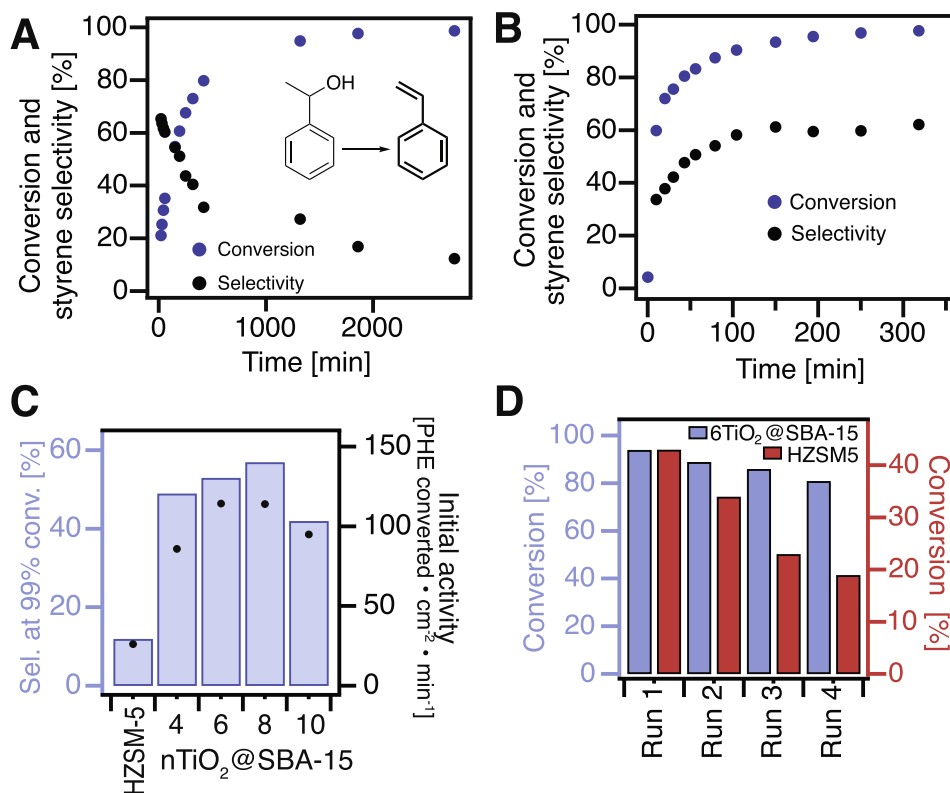 A
Conversion and
styrene selectivity [%]
100
80
60
40
20
0
OH
Conversion
Selectivity
0
1000
2000
Time [min]
B
Conversion and
styrene selectivity [%]
100
80
60
40
20
0
Conversion
Selectivity
0
100
200
300
Time [min]
C
Sel. at 99% conv. [%]
60
40
20
0
150
100
50
0
Initial activity
[PHE converted • cm⁻² • min⁻¹]
HZSM-5
4
6
8
10
nTiO₂@SBA-15
D
Conversion [%]
100
80
60
40
20
0
6TiO₂@SBA-15
HZSM5
40
30
20
10
0
Conversion [%]
Run 1
Run 2
Run 3
Run 4